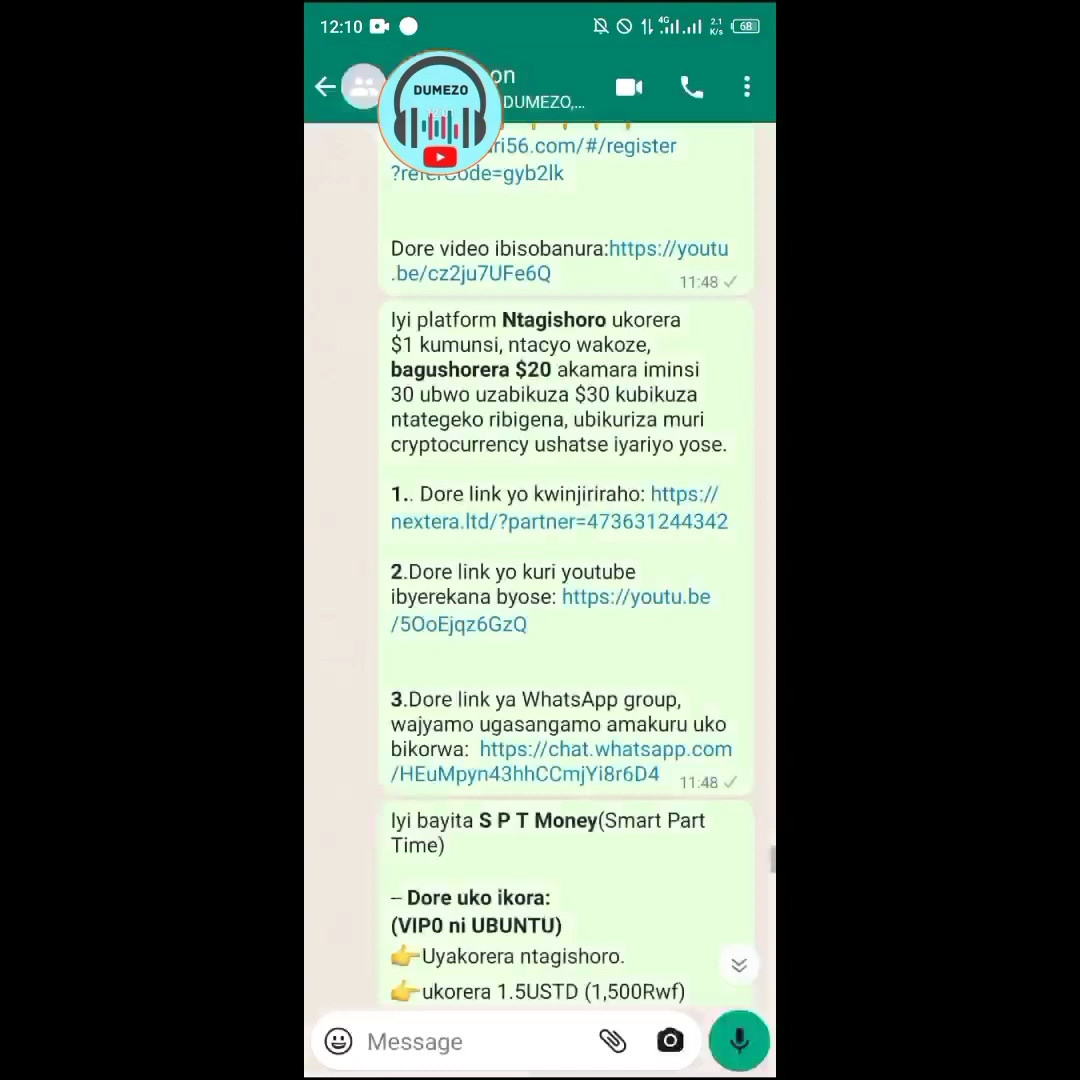 12:10
4G
2.1
K/s
68
on
DUMEZO,...
DUMEZO
ri56.com/#/register
?referCode=gyb2lk
Dore video ibisobanura:https://youtu
.be/cz2ju7UFe6Q
11:48
Iyi platform Ntagishoro ukorera
$1 kumunsi, ntacyo wakoze,
bagushorera $20 akamara iminsi
30 ubwo uzabikuza $30 kubikuza
ntategeko ribigena, ubikuriza muri
cryptocurrency ushatse iyariyo yose.
1.. Dore link yo kwinjiriraho: https://
nextera.ltd/?partner=473631244342
2.Dore link yo kuri youtube
ibyerekana byose: https://youtu.be
/5OoEjqz6GzQ
3.Dore link ya WhatsApp group,
wajyamo ugasangamo amakuru uko
bikorwa: https://chat.whatsapp.com
/HEuMpyn43hhCCmjYi8r6D4
11:48
Iyi bayita S P T Money(Smart Part
Time)
– Dore uko ikora:
(VIP0 ni UBUNTU)
👉Uyakorera ntagishoro.
👉ukorera 1.5USTD (1,500Rwf)
Message